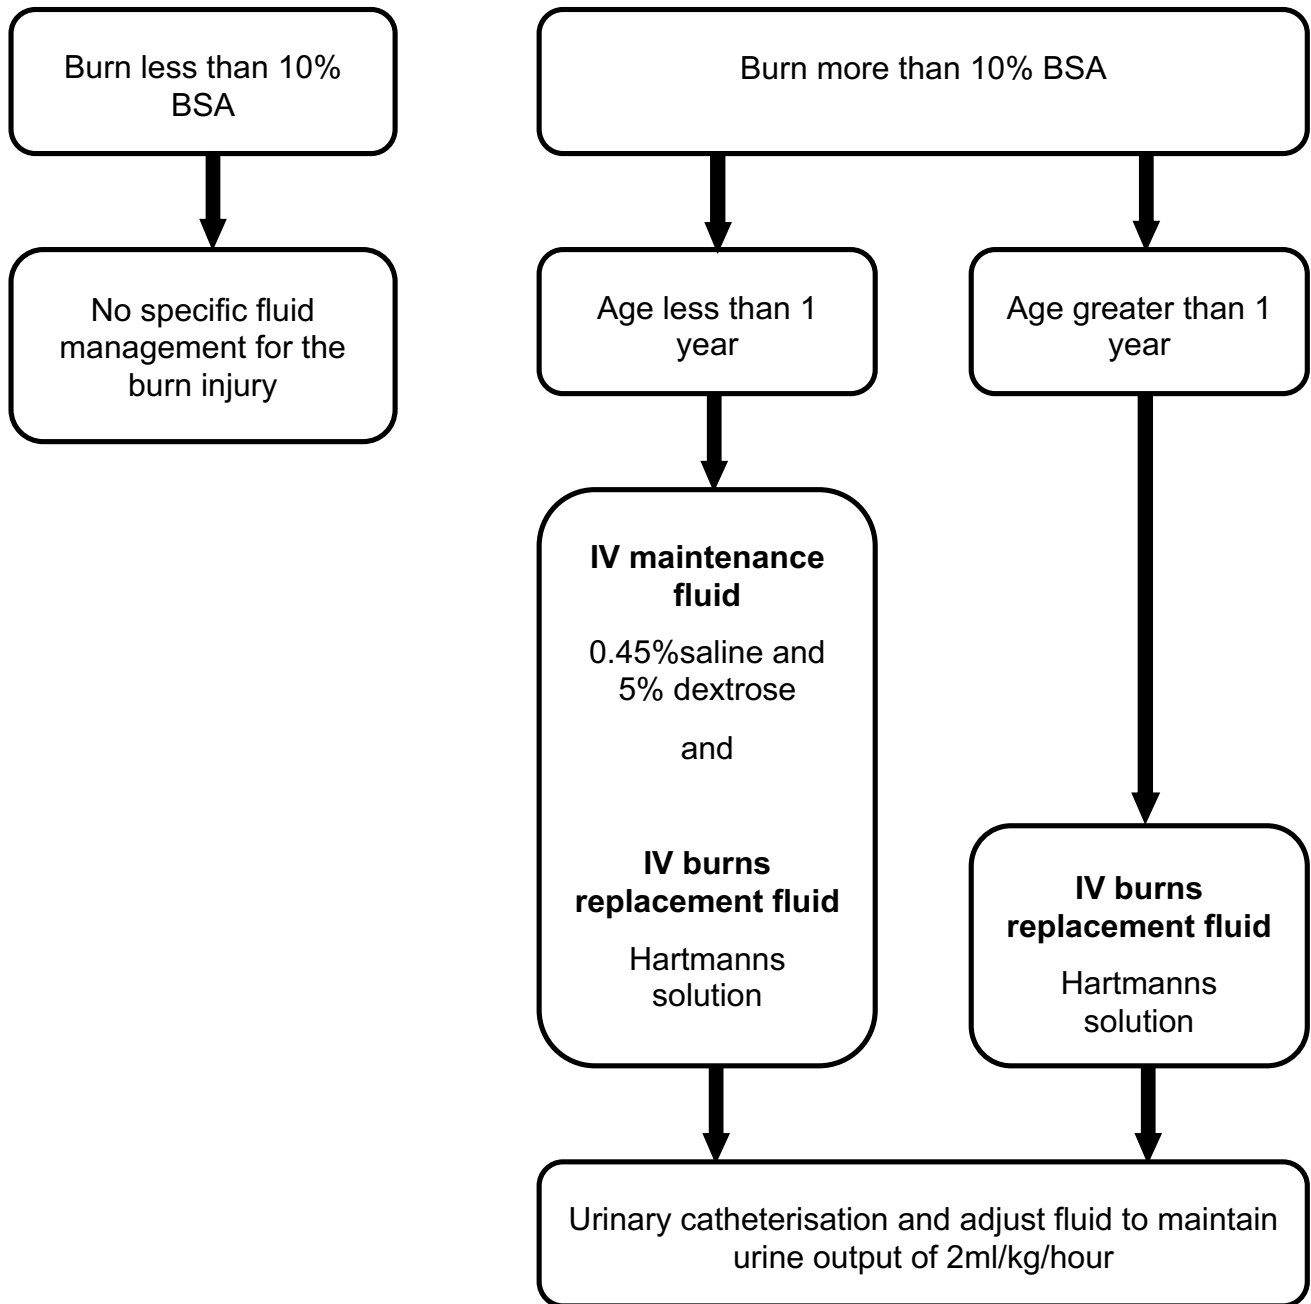 Burn less than 10%
BSA
Burn more than 10% BSA
No specific fluid
management for the
burn injury
Age less than 1
year
Age greater than 1
year
IV maintenance
fluid
0.45%saline and
5% dextrose
and
IV burns
replacement fluid
Hartmanns
solution
IV burns
replacement fluid
Hartmanns
solution
Urinary catheterisation and adjust fluid to maintain
urine output of 2ml/kg/hour